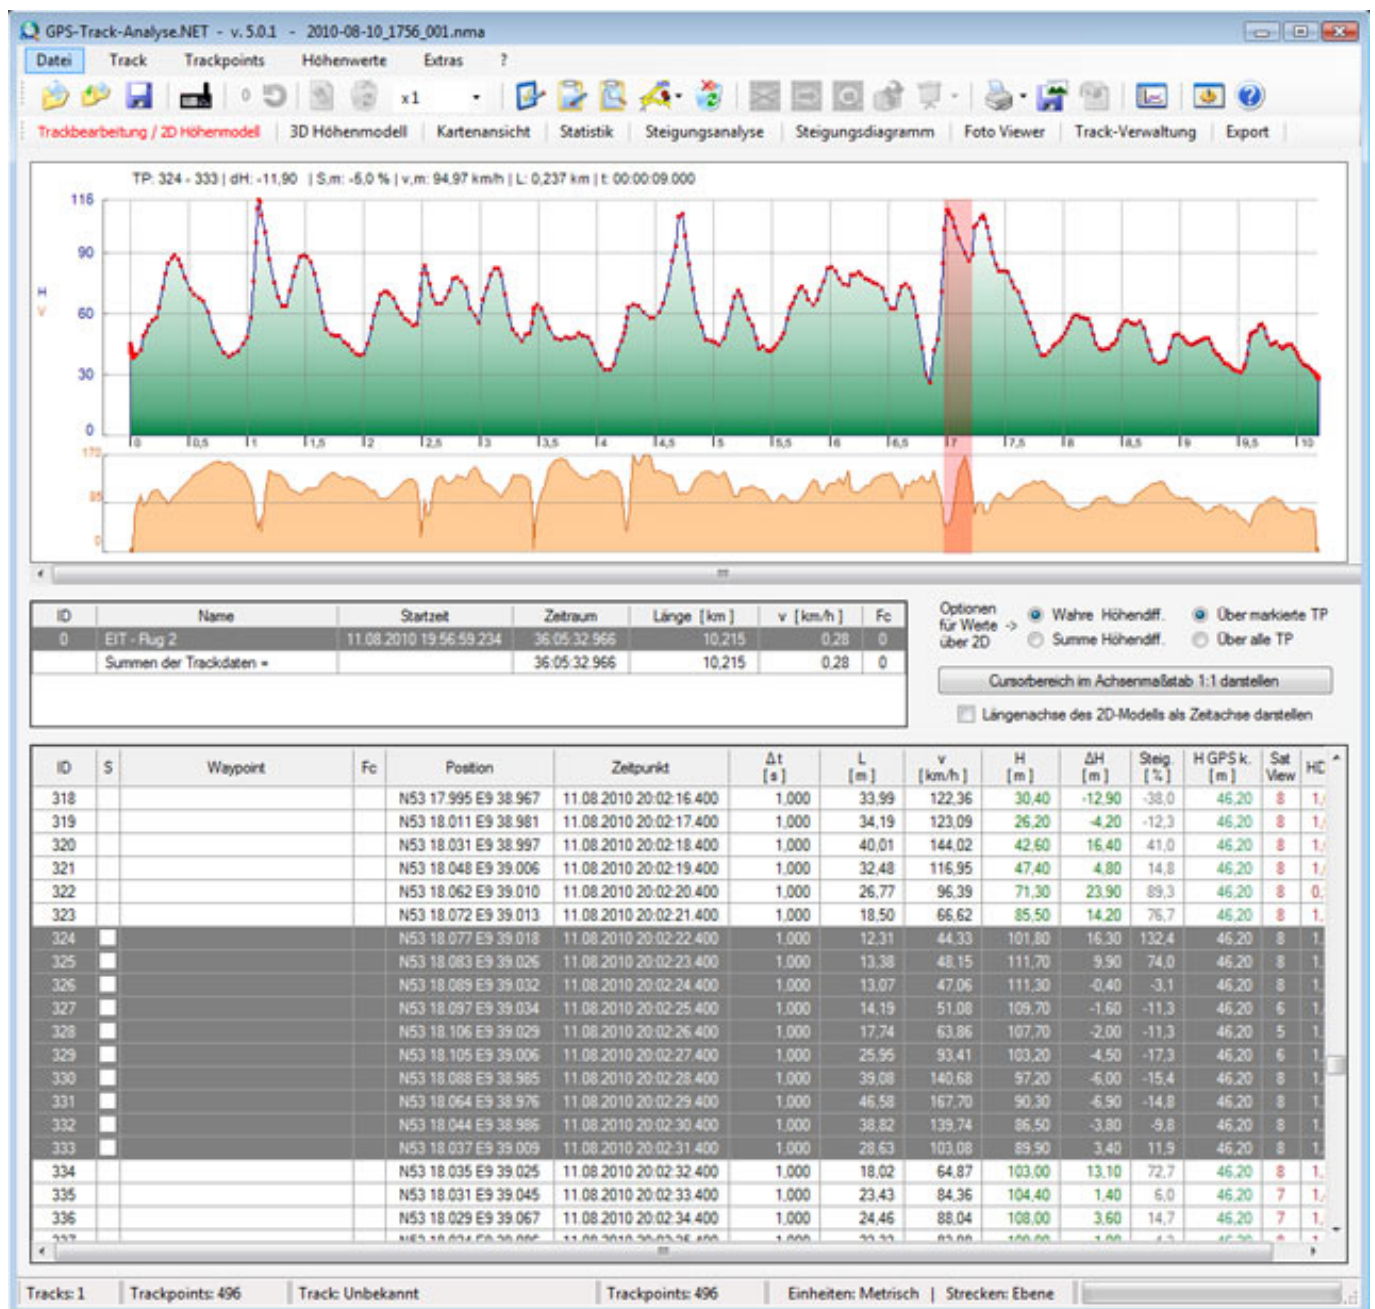 GPS-Track-Analyse.NET - v. 5.0.1 - 2010-08-10_1756_001.nma
Datei Track Trackpoints Höhenwerte Extras ?
0 x1
Trackbearbeitung / 2D Höhenmodell 3D Höhenmodell Kartenansicht Statistik Steigungsanalyse Steigungsdiagramm Foto Viewer Track-Verwaltung Export
TP: 324 - 333 | dH: -11,90 | S,m: -5,0 % | v,m: 94,97 km/h | L: 0,237 km | t: 00:00:09.000
116
90
H
V
60
30
0
0 0,5 1 1,5 2 2,5 3 3,5 4 4,5 5 5,5 6 6,5 7 7,5 8 8,5 9 9,5 10
170
85
0
ID Name Startzeit Zeitraum Länge [km] v [km/h] Fc
0 EIT - Flug 2 11.08.2010 19:56:59.234 36:05:32.966 10,215 0,28 0
Summen der Trackdaten = 36:05:32.966 10,215 0,28 0
Optionen für Werte -> über 2D
Wahre Höhendiff. Über markierte TP
Summe Höhendiff. Über alle TP
Cursorbereich im Achsenmaßstab 1:1 darstellen
Längenachse des 2D-Modells als Zeitachse darstellen
ID S Waypoint Fc Position Zeitpunkt Δt [s] L [m] v [km/h] H [m] ΔH [m] Steig. [%] H GPS k. [m] Sat View
318 N53 17.995 E9 38.967 11.08.2010 20:02:16.400 1,000 33,99 122,36 30,40 -12,90 -38,0 46,20 8
319 N53 18.011 E9 38.981 11.08.2010 20:02:17.400 1,000 34,19 123,09 26,20 -4,20 -12,3 46,20 8
320 N53 18.031 E9 38.997 11.08.2010 20:02:18.400 1,000 40,01 144,02 42,60 16,40 41,0 46,20 8
321 N53 18.048 E9 39.006 11.08.2010 20:02:19.400 1,000 32,48 116,95 47,40 4,80 14,8 46,20 8
322 N53 18.062 E9 39.010 11.08.2010 20:02:20.400 1,000 26,77 96,39 71,30 23,90 89,3 46,20 8
323 N53 18.072 E9 39.013 11.08.2010 20:02:21.400 1,000 18,50 66,62 85,50 14,20 76,7 46,20 8
324 N53 18.077 E9 39.018 11.08.2010 20:02:22.400 1,000 12,31 44,33 101,80 16,30 132,4 46,20 8
325 N53 18.083 E9 39.026 11.08.2010 20:02:23.400 1,000 13,38 48,15 111,70 9,90 74,0 46,20 8
326 N53 18.089 E9 39.032 11.08.2010 20:02:24.400 1,000 13,07 47,06 111,30 -0,40 -3,1 46,20 8
327 N53 18.097 E9 39.034 11.08.2010 20:02:25.400 1,000 14,19 51,08 109,70 -1,60 -11,3 46,20 6
328 N53 18.106 E9 39.029 11.08.2010 20:02:26.400 1,000 17,74 63,86 107,70 -2,00 -11,3 46,20 5
329 N53 18.105 E9 39.006 11.08.2010 20:02:27.400 1,000 25,95 93,41 103,20 -4,50 -17,3 46,20 6
330 N53 18.088 E9 38.985 11.08.2010 20:02:28.400 1,000 39,08 140,68 97,20 -6,00 -15,4 46,20 8
331 N53 18.064 E9 38.976 11.08.2010 20:02:29.400 1,000 46,58 167,70 90,30 -6,90 -14,8 46,20 8
332 N53 18.044 E9 38.986 11.08.2010 20:02:30.400 1,000 38,82 139,74 86,50 -3,80 -9,8 46,20 8
333 N53 18.037 E9 39.009 11.08.2010 20:02:31.400 1,000 28,63 103,08 89,90 3,40 11,9 46,20 8
334 N53 18.035 E9 39.025 11.08.2010 20:02:32.400 1,000 18,02 64,87 103,00 13,10 72,7 46,20 8
335 N53 18.031 E9 39.045 11.08.2010 20:02:33.400 1,000 23,43 84,36 104,40 1,40 6,0 46,20 7
336 N53 18.029 E9 39.067 11.08.2010 20:02:34.400 1,000 24,46 88,04 108,00 3,60 14,7 46,20 7
Tracks: 1 Trackpoints: 496 Track: Unbekannt Trackpoints: 496 Einheiten: Metrisch | Strecken: Ebene